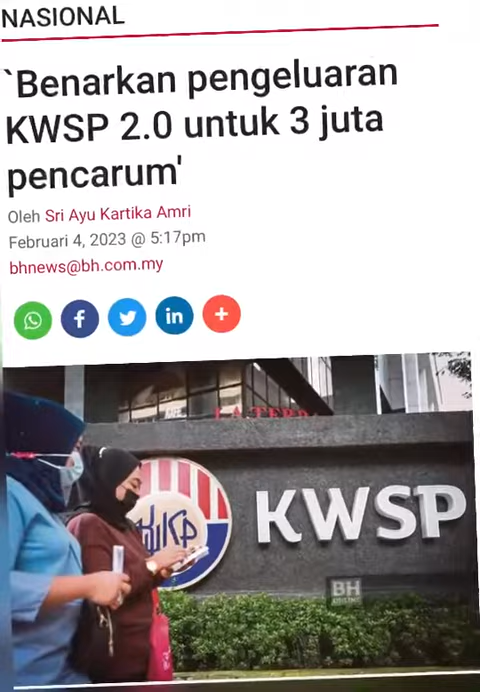 NASIONAL
`Benarkan pengeluaran
KWSP 2.0 untuk 3 juta
pencarum'
Oleh Sri Ayu Kartika Amri
Februari 4, 2023 @ 5:17pm
bhnews@bh.com.my
KWSP
BH